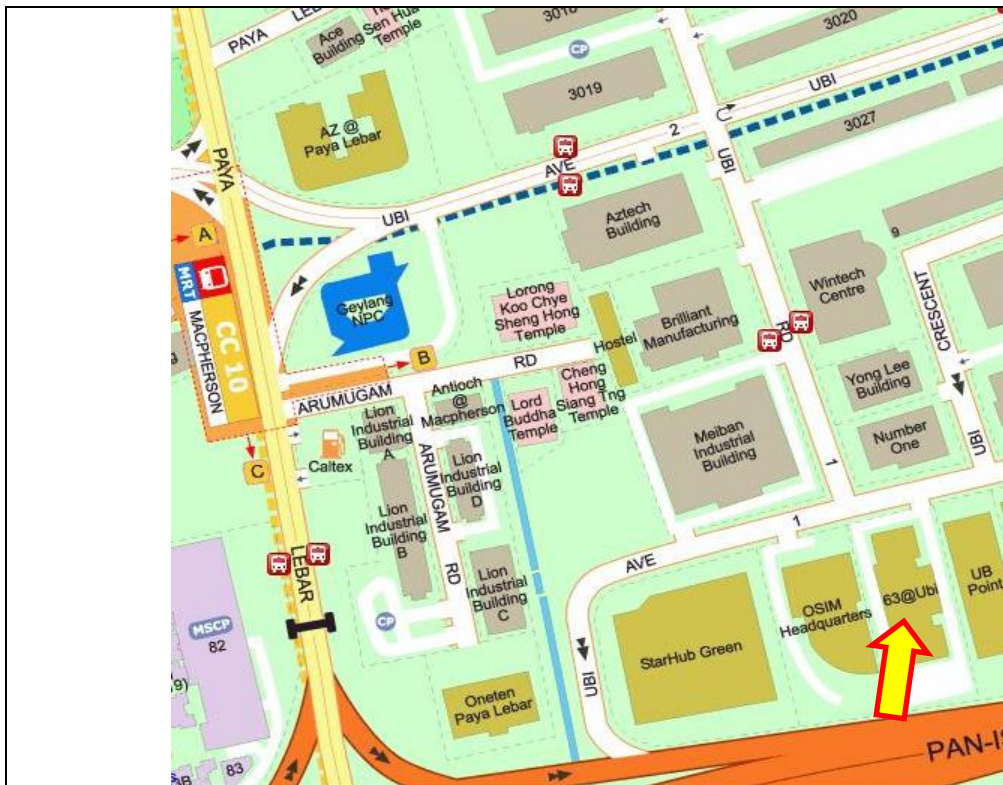 PAYA
LE
Ace
Building
Sen Hua
Temple
CP
3020
3019
UBI
3027
AZ @
Paya Lebar
AVE
2
UBI
UBI
PAYA
A
MRT
MACPHERSON
CC 10
Geylang
NPC
Aztech
Building
9
Wintech
Centre
CRESCENT
Lorong
Koo Chye
Sheng Hong
Temple
Hostel
Brilliant
Manufacturing
RD
B
RD
ARUMUGAM
Antioch
@
Macpherson
Lord
Buddha
Temple
Cheng
Hong
Siang Tng
Temple
Yong Lee
Building
Number
One
UBI
Lion
Industrial
Building
A
Caltex
C
Lion
Industrial
Building
B
ARUMUGAM
RD
Lion
Industrial
Building
D
Meiban
Industrial
Building
1
1
AVE
UBI
LEBAR
Lion
Industrial
Building
C
CP
MSCP
82
9)
StarHub Green
OSIM
Headquarters
63@Ubi
UB
Point
Oneten
Paya Lebar
83
3B
PAN-IS